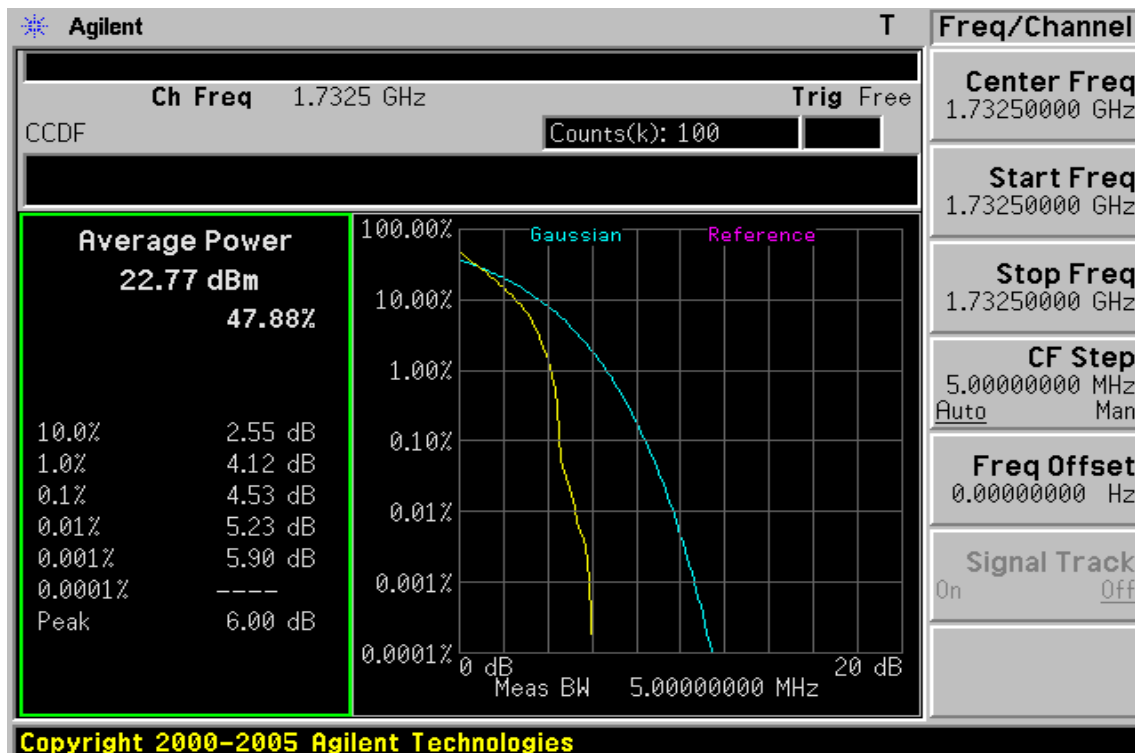 Agilent T
Ch Freq 1.7325 GHz Trig Free
CCDF Counts(k): 100
Average Power
22.77 dBm
47.88%
10.0% 2.55 dB
1.0% 4.12 dB
0.1% 4.53 dB
0.01% 5.23 dB
0.001% 5.90 dB
0.0001% ----
Peak 6.00 dB
100.00%
Gaussian Reference
10.00%
1.00%
0.10%
0.01%
0.001%
0.0001%
0 dB 20 dB
Meas BW 5.00000000 MHz
Freq/Channel
Center Freq
1.73250000 GHz
Start Freq
1.73250000 GHz
Stop Freq
1.73250000 GHz
CF Step
5.00000000 MHz
Auto Man
Freq Offset
0.00000000 Hz
Signal Track
On Off
Copyright 2000-2005 Agilent Technologies